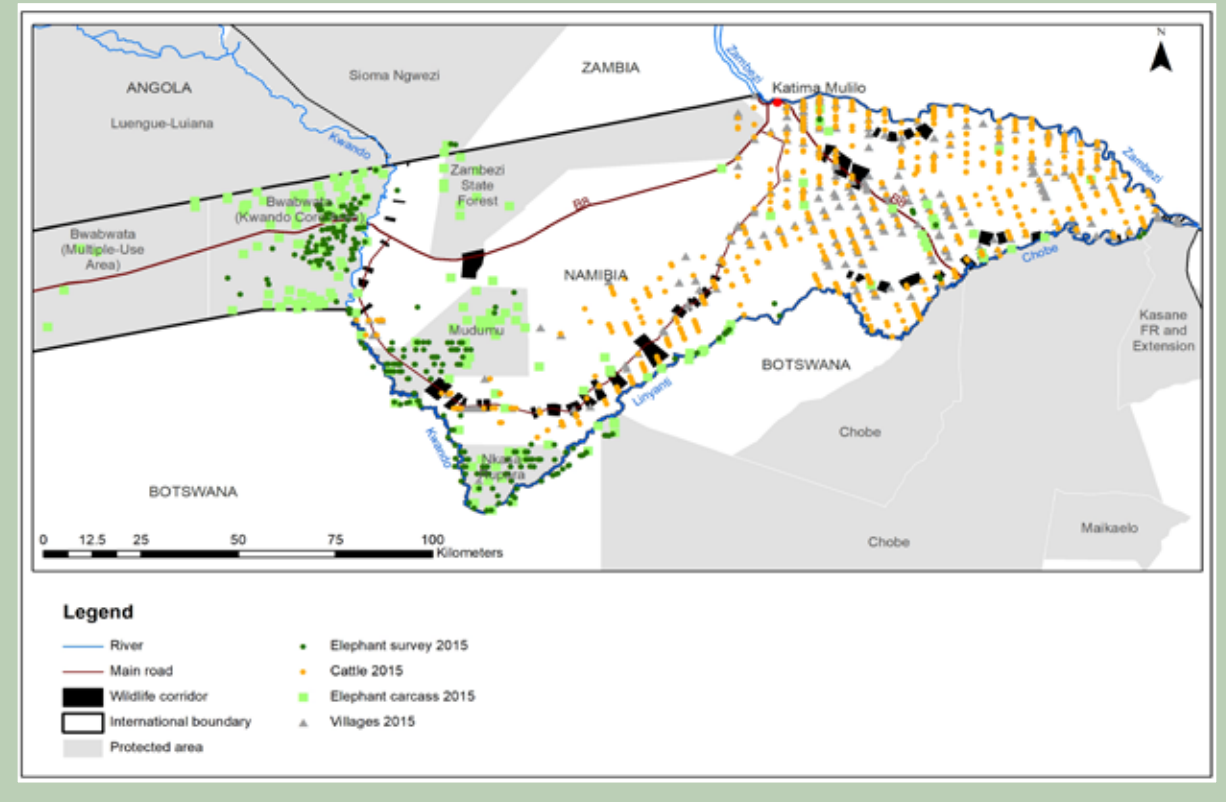 N
ZAMBIA
Sioma Ngwezi
ANGOLA
Katima Mulilo
Zambezi
Luengue-Luiana
Kwando
Zambezi
State
Forest
Zambezi
Bwabwata
(Kwando Core
B8
B8
Bwabwata
(Multiple-Use
Area)
Chobe
NAMIBIA
Mudumu
Kasane
FR and
Extension
BOTSWANA
Linyanti
Chobe
Kwando
Nkasa
Rupara
BOTSWANA
Maikaelo
Chobe
0 12.5 25 50 75 100
Kilometers
Legend
River
Main road
Wildlife corridor
International boundary
Protected area
Elephant survey 2015
Cattle 2015
Elephant carcass 2015
Villages 2015